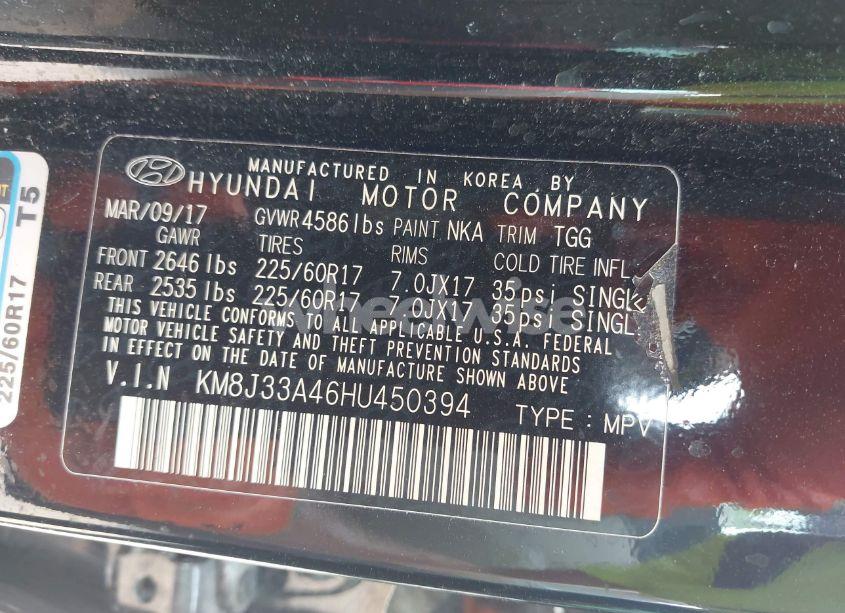 MANUFACTURED IN KOREA BY
HYUNDAI MOTOR COMPANY
MAR/09/17 GVWR 4586 lbs PAINT NKA TRIM TGG
GAWR TIRES RIMS COLD TIRE INFL.
FRONT 2646 lbs 225/60R17 7.0JX17 35psi SINGL
REAR 2535 lbs 225/60R17 7.0JX17 35psi SINGL
THIS VEHICLE CONFORMS TO ALL APPLICABLE U.S.A. FEDERAL
MOTOR VEHICLE SAFETY AND THEFT PREVENTION STANDARDS
IN EFFECT ON THE DATE OF MANUFACTURE SHOWN ABOVE
V.I.N KM8J33A46HU450394 TYPE : MPV
225/60R17 T5
wheelwise